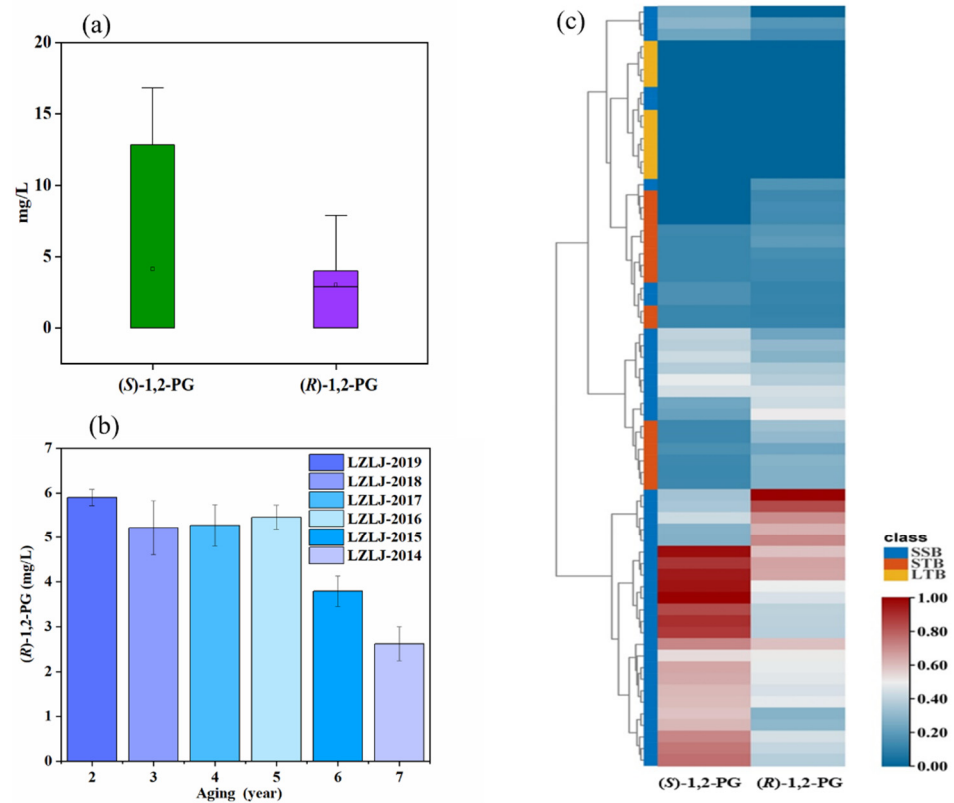 (a)
20
15
10
5
0
mg/L
(S)-1,2-PG
(R)-1,2-PG
(b)
7
6
5
4
3
2
1
0
(R)-1,2-PG (mg/L)
LZLJ-2019
LZLJ-2018
LZLJ-2017
LZLJ-2016
LZLJ-2015
LZLJ-2014
2 3 4 5 6 7
Aging (year)
(c)
class
SSB
STB
LTB
1.00
0.80
0.60
0.40
0.20
0.00
(S)-1,2-PG (R)-1,2-PG